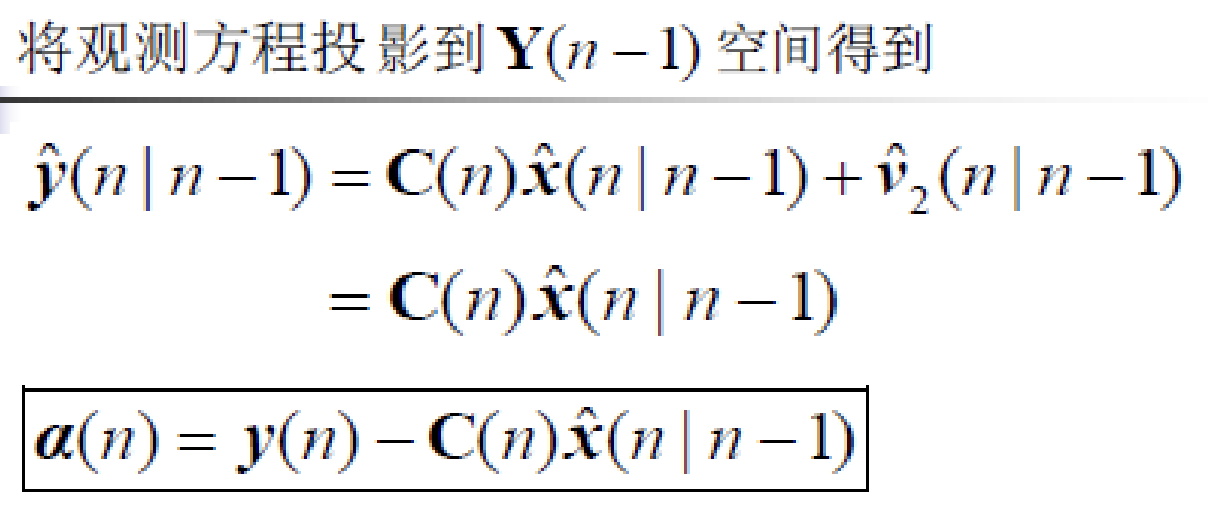 将观测方程投影到 Y(n−1) 空间得到
ŷ(n | n−1) = C(n)x̂(n | n−1) + v̂₂(n | n−1)
= C(n)x̂(n | n−1)
α(n) = y(n) − C(n)x̂(n | n−1)